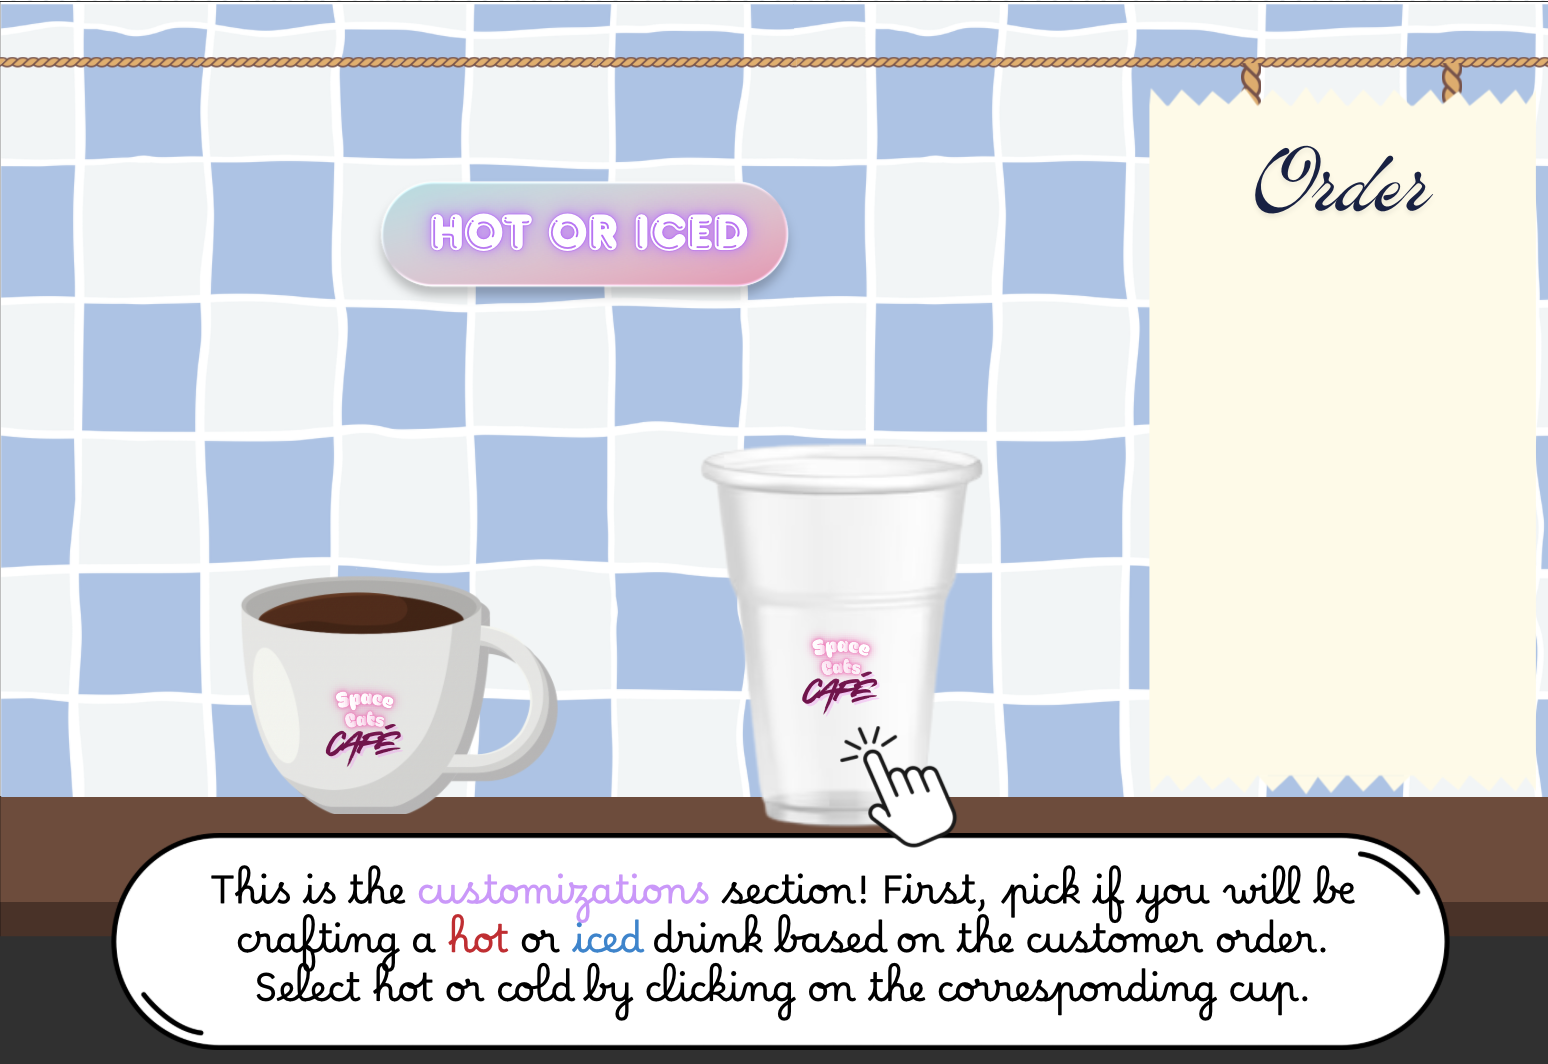 Order
HOT OR ICED
Space
Cats
CAFÉ
Space
Cats
CAFÉ
This is the customizations section! First, pick if you will be
crafting a hot or iced drink based on the customer order.
Select hot or cold by clicking on the corresponding cup.